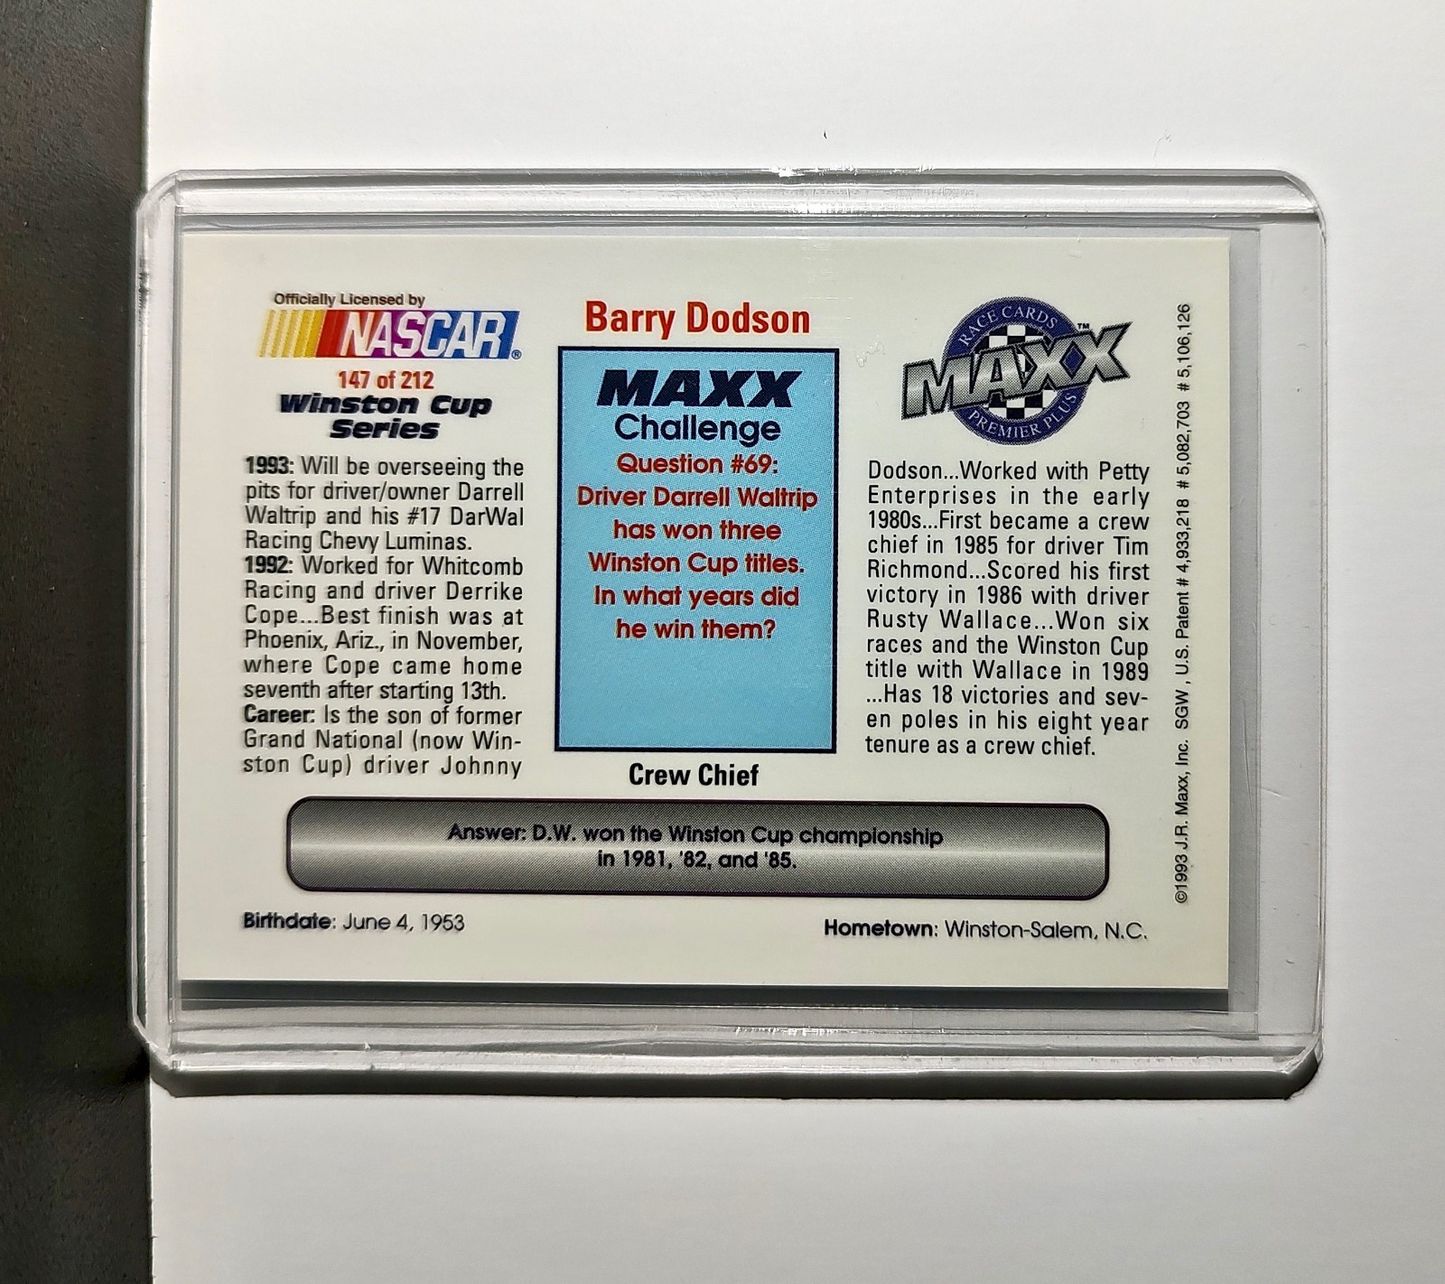 Officially Licensed by
NASCAR®
147 of 212
Winston Cup
Series
1993: Will be overseeing the
pits for driver/owner Darrell
Waltrip and his #17 DarWal
Racing Chevy Luminas.
1992: Worked for Whitcomb
Racing and driver Derrike
Cope...Best finish was at
Phoenix, Ariz., in November,
where Cope came home
seventh after starting 13th.
Career: Is the son of former
Grand National (now Win-
ston Cup) driver Johnny
Barry Dodson
MAXX
Challenge
Question #69:
Driver Darrell Waltrip
has won three
Winston Cup titles.
In what years did
he win them?
Crew Chief
RACE CARDS
MAXX™
PREMIER PLUS
Dodson...Worked with Petty
Enterprises in the early
1980s...First became a crew
chief in 1985 for driver Tim
Richmond...Scored his first
victory in 1986 with driver
Rusty Wallace...Won six
races and the Winston Cup
title with Wallace in 1989
...Has 18 victories and sev-
en poles in his eight year
tenure as a crew chief.
Answer: D.W. won the Winston Cup championship
in 1981, '82, and '85.
Birthdate: June 4, 1953
Hometown: Winston-Salem, N.C.
©1993 J.R. Maxx, Inc. SGW , U.S. Patent # 4,933,218 # 5,082,703 # 5,106,126